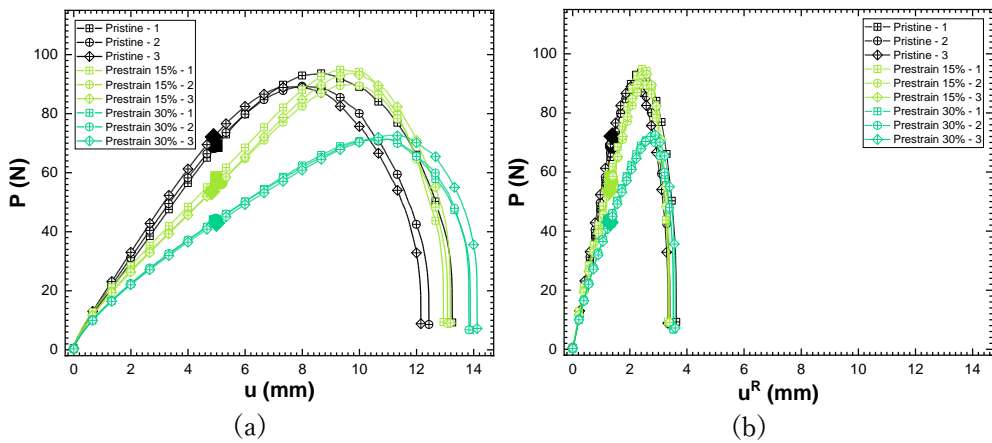 Pristine - 1
Pristine - 2
Pristine - 3
Prestrain 15% - 1
Prestrain 15% - 2
Prestrain 15% - 3
Prestrain 30% - 1
Prestrain 30% - 2
Prestrain 30% - 3
100
80
60
40
20
0
P (N)
0 2 4 6 8 10 12 14
u (mm)
(a)
Pristine - 1
Pristine - 2
Pristine - 3
Prestrain 15% - 1
Prestrain 15% - 2
Prestrain 15% - 3
Prestrain 30% - 1
Prestrain 30% - 2
Prestrain 30% - 3
100
80
60
40
20
0
P (N)
0 2 4 6 8 10 12 14
u^R (mm)
(b)